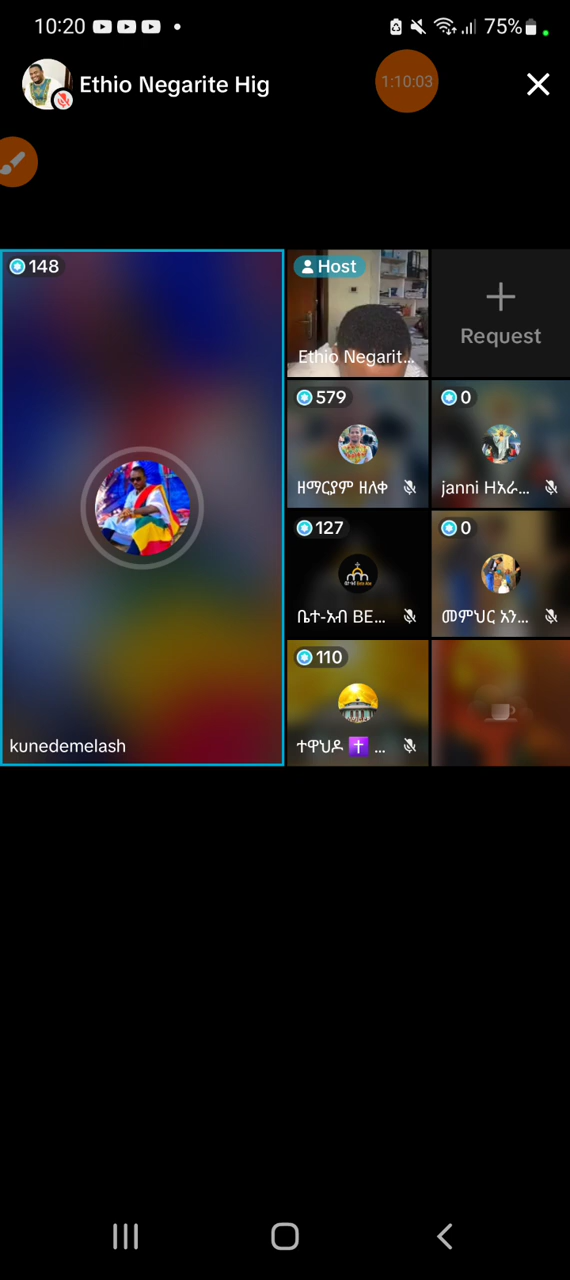 10:20
75%
Ethio Negarite Hig
1:10:03
148
Host
Ethio Negarit...
Request
579
0
ዘማርያም ዘለቀ
janni Hአራ...
127
0
ቤተ-አብ BE...
መምህር አን...
110
ተዋህዶ ✝️ ...
kunedemelash